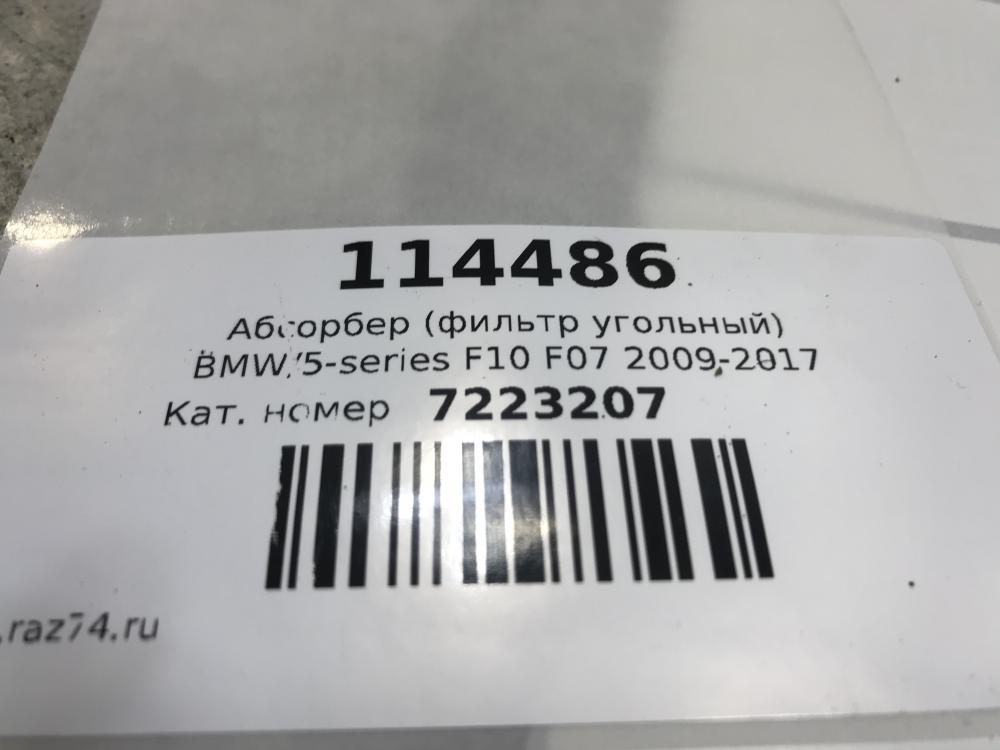 114486
Абсорбер (фильтр угольный)
BMW 5-series F10 F07 2009-2017
Кат. номер 7223207
.raz74.ru